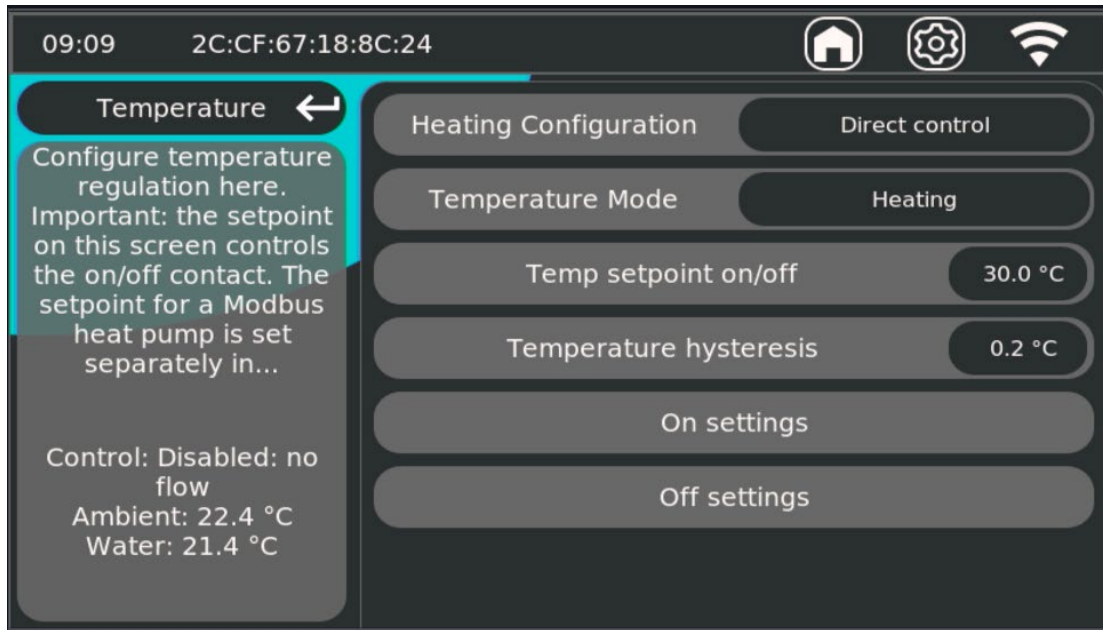 09:09 2C:CF:67:18:8C:24
Temperature
Configure temperature
regulation here.
Important: the setpoint
on this screen controls
the on/off contact. The
setpoint for a Modbus
heat pump is set
separately in...
Control: Disabled: no
flow
Ambient: 22.4 °C
Water: 21.4 °C
Heating Configuration Direct control
Temperature Mode Heating
Temp setpoint on/off 30.0 °C
Temperature hysteresis 0.2 °C
On settings
Off settings